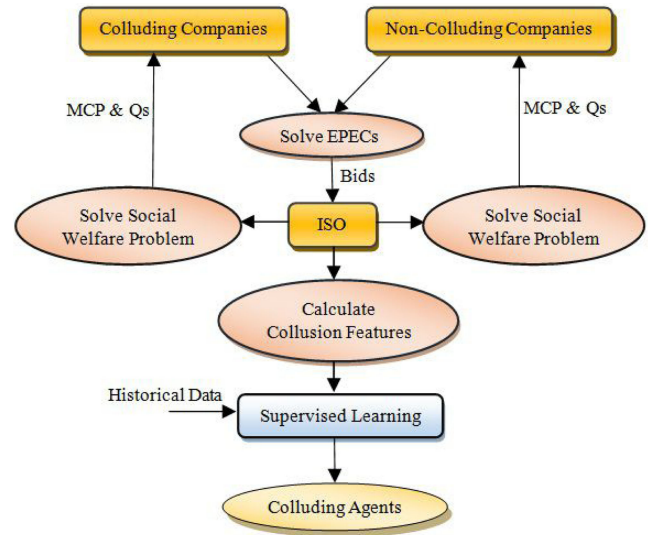 Colluding Companies
Non-Colluding Companies
MCP & Qs
MCP & Qs
Solve EPECs
Bids
Solve Social
Welfare Problem
ISO
Solve Social
Welfare Problem
Calculate
Collusion Features
Historical Data
Supervised Learning
Colluding Agents